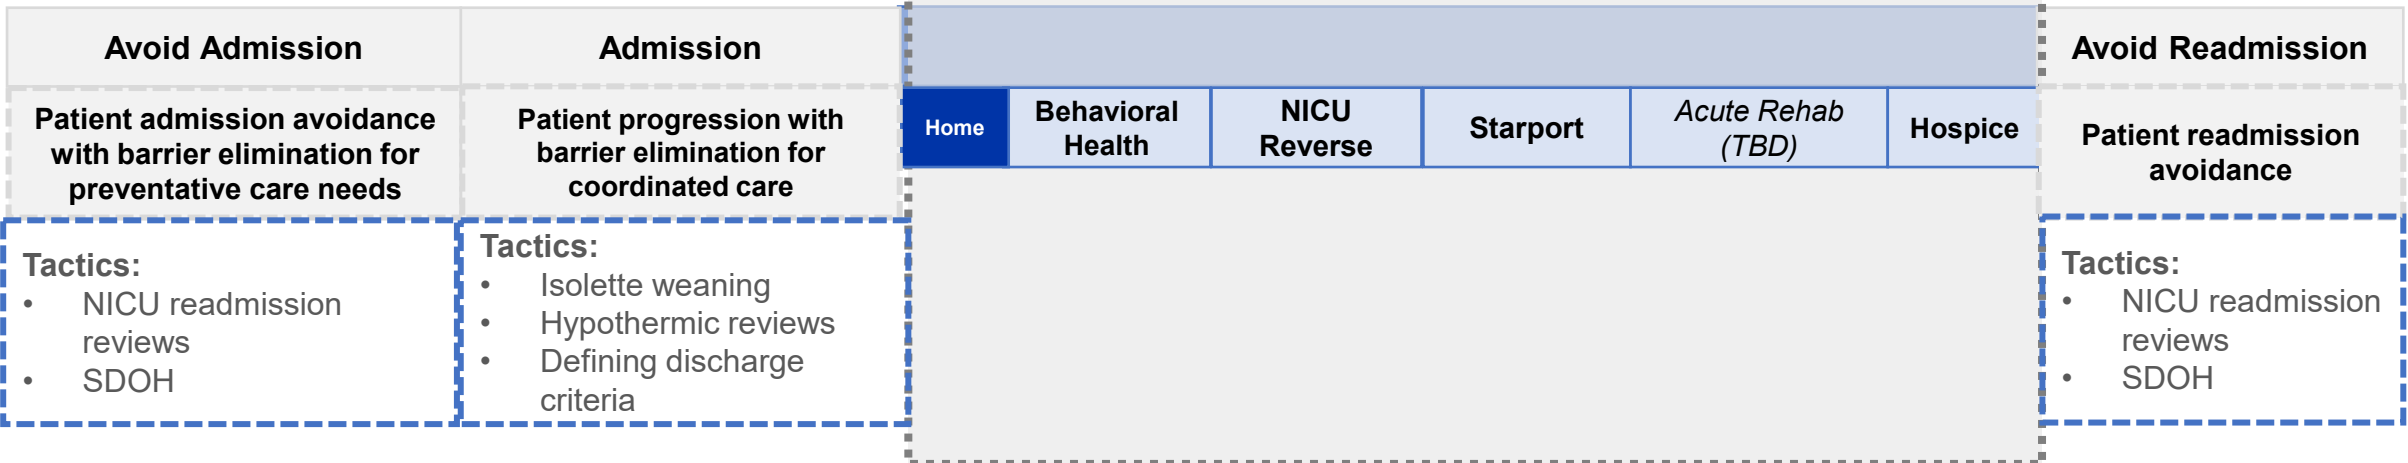 Avoid Admission
Admission
Avoid Readmission
Patient admission avoidance
with barrier elimination for
preventative care needs
Patient progression with
barrier elimination for
coordinated care
Home
Behavioral
Health
NICU
Reverse
Starport
Acute Rehab
(TBD)
Hospice
Patient readmission
avoidance
Tactics:
• NICU readmission
reviews
• SDOH
Tactics:
• Isolette weaning
• Hypothermic reviews
• Defining discharge
criteria
Tactics:
• NICU readmission
reviews
• SDOH